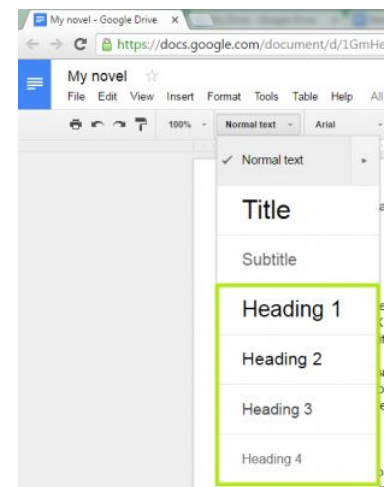 My novel - Google Drive
https://docs.google.com/document/d/1GmHe
My novel
File Edit View Insert Format Tools Table Help All
100% Normal text Arial
Normal text
Title
Subtitle
Heading 1
Heading 2
Heading 3
Heading 4